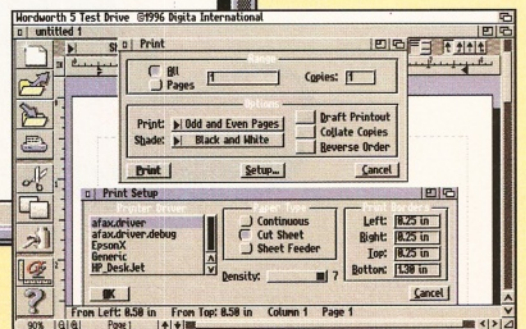 Wordworth 5 Test Drive ©1996 Digita International
untitled 1
Print
Range
All
Pages
1
Copies: 1
Options
Print: Odd and Even Pages
Shade: Black and White
Draft Printout
Collate Copies
Reverse Order
Print Setup... Cancel
Print Setup
Printer Driver
afax.driver
afax.driver.debug
EpsonX
Generic
HP_DeskJet
Paper Type
Continuous
Cut Sheet
Sheet Feeder
Print Borders
Left: 0.25 in
Right: 0.25 in
Top: 0.25 in
Bottom: 1.30 in
Density: 7
OK Cancel
From Left: 0.50 in From Top: 0.50 in Column 1 Page 1
90% Page1